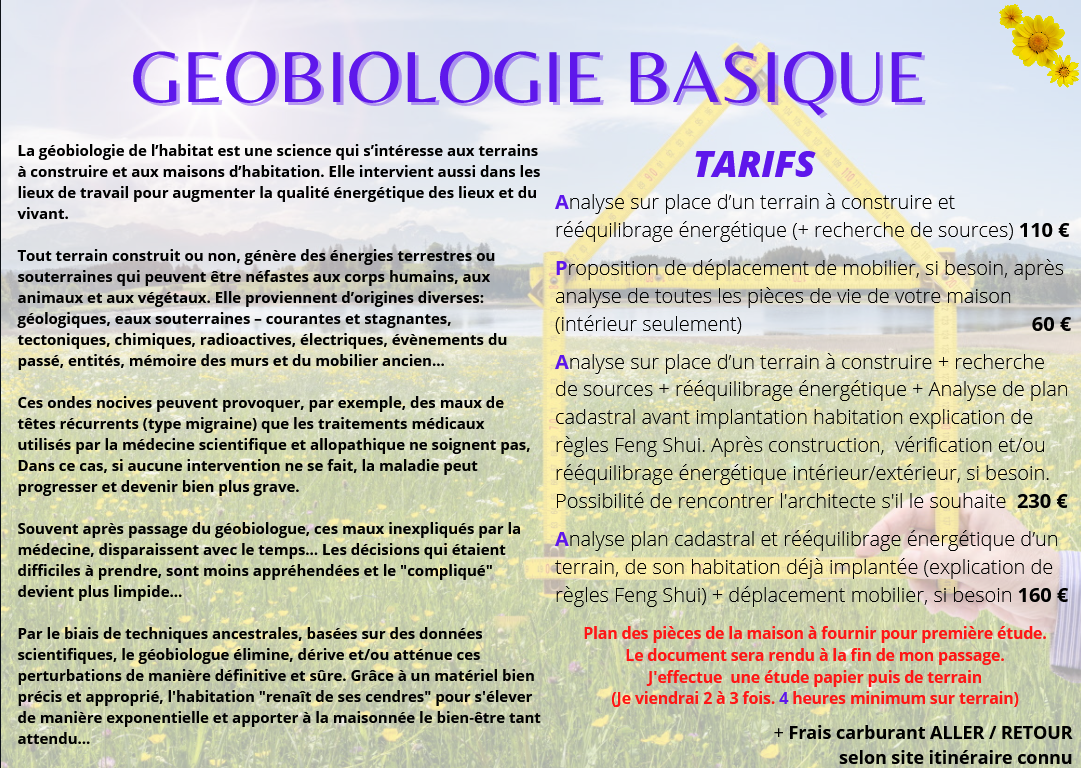 GEOBIOLOGIE BASIQUE
La géobiologie de l’habitat est une science qui s’intéresse aux terrains
à construire et aux maisons d’habitation. Elle intervient aussi dans les
lieux de travail pour augmenter la qualité énergétique des lieux et du
vivant.
Tout terrain construit ou non, génère des énergies terrestres ou
souterraines qui peuvent être néfastes aux corps humains, aux
animaux et aux végétaux. Elle proviennent d’origines diverses:
géologiques, eaux souterraines – courantes et stagnantes,
tectoniques, chimiques, radioactives, électriques, évènements du
passé, entités, mémoire des murs et du mobilier ancien...
Ces ondes nocives peuvent provoquer, par exemple, des maux de
têtes récurrents (type migraine) que les traitements médicaux
utilisés par la médecine scientifique et allopathique ne soignent pas,
Dans ce cas, si aucune intervention ne se fait, la maladie peut
progresser et devenir bien plus grave.
Souvent après passage du géobiologue, ces maux inexpliqués par la
médecine, disparaissent avec le temps... Les décisions qui étaient
difficiles à prendre, sont moins appréhendées et le "compliqué"
devient plus limpide...
Par le biais de techniques ancestrales, basées sur des données
scientifiques, le géobiologue élimine, dérive et/ou atténue ces
perturbations de manière définitive et sûre. Grâce à un matériel bien
précis et approprié, l'habitation "renaît de ses cendres" pour s'élever
de manière exponentielle et apporter à la maisonnée le bien-être tant
attendu...
TARIFS
Analyse sur place d’un terrain à construire et
rééquilibrage énergétique (+ recherche de sources) 110 €
Proposition de déplacement de mobilier, si besoin, après
analyse de toutes les pièces de vie de votre maison
(intérieur seulement) 60 €
Analyse sur place d’un terrain à construire + recherche
de sources + rééquilibrage énergétique + Analyse de plan
cadastral avant implantation habitation explication de
règles Feng Shui. Après construction, vérification et/ou
rééquilibrage énergétique intérieur/extérieur, si besoin.
Possibilité de rencontrer l'architecte s'il le souhaite 230 €
Analyse plan cadastral et rééquilibrage énergétique d’un
terrain, de son habitation déjà implantée (explication de
règles Feng Shui) + déplacement mobilier, si besoin 160 €
Plan des pièces de la maison à fournir pour première étude.
Le document sera rendu à la fin de mon passage.
J'effectue une étude papier puis de terrain
(Je viendrai 2 à 3 fois. 4 heures minimum sur terrain)
+ Frais carburant ALLER / RETOUR
selon site itinéraire connu